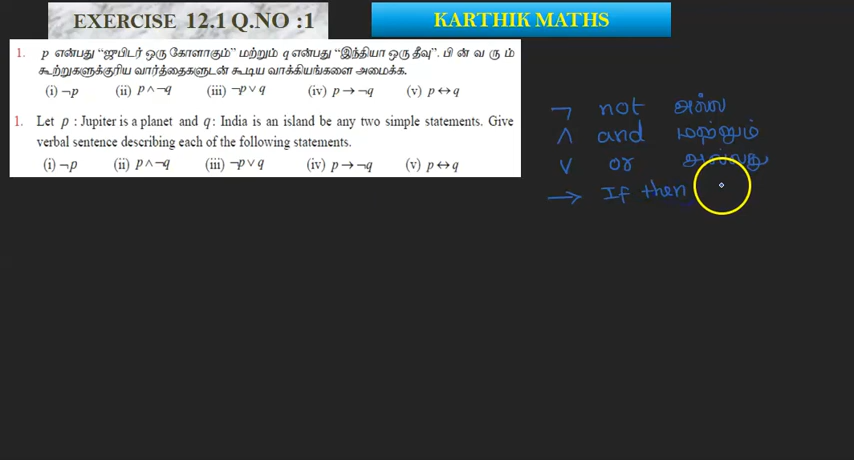 EXERCISE 12.1 Q.NO :1
KARTHIK MATHS
1. p என்பது “ஜுபிடர் ஒரு கோளாகும்” மற்றும் q என்பது “இந்தியா ஒரு தீவு”. பி ன் வ ரு ம்
கூற்றுகளுக்குரிய வார்த்தைகளுடன் கூடிய வாக்கியங்களை அமைக்க.
(i) ¬p (ii) p ∧ ¬q (iii) ¬p ∨ q (iv) p → ¬q (v) p ↔ q
1. Let p : Jupiter is a planet and q : India is an island be any two simple statements. Give
verbal sentence describing each of the following statements.
(i) ¬p (ii) p ∧ ¬q (iii) ¬p ∨ q (iv) p → ¬q (v) p ↔ q
¬ not அல்ல
∧ and மற்றும்
∨ or அல்லது
→ If then